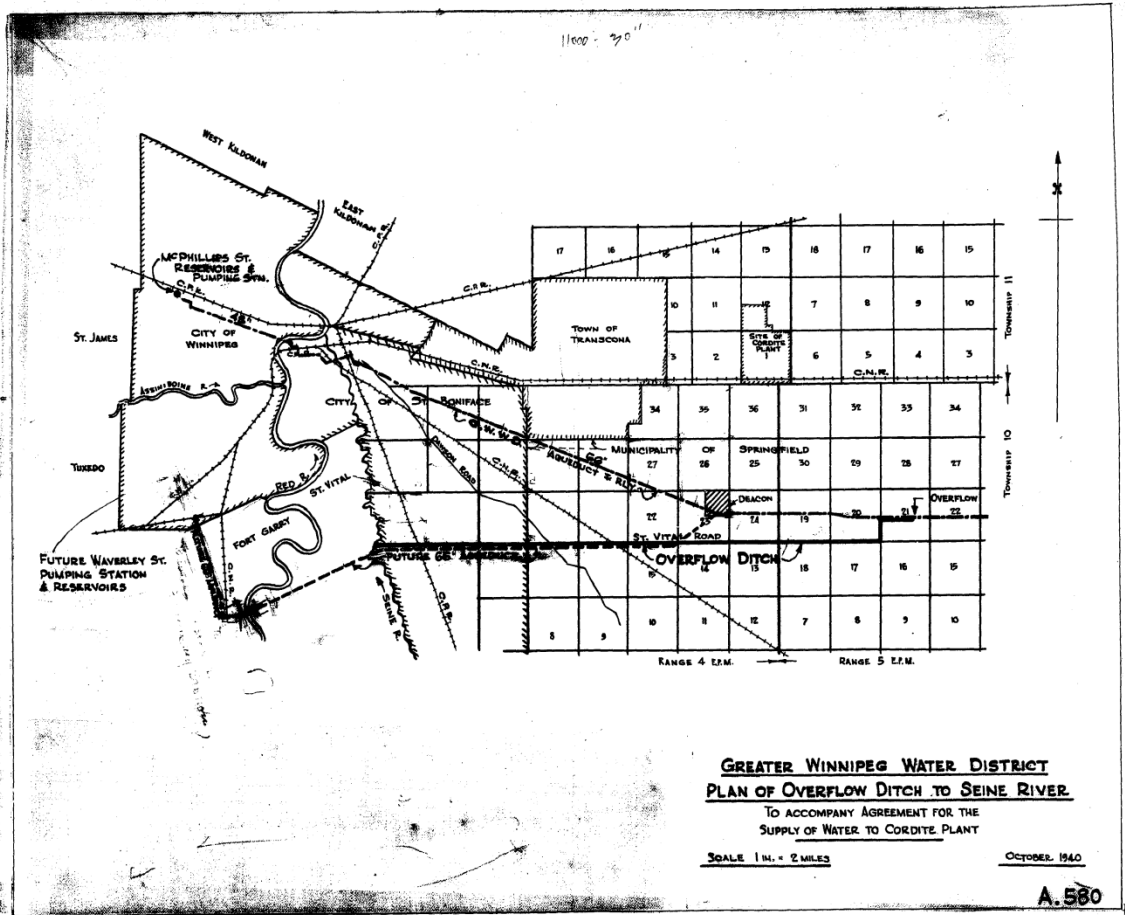 11000 - 30"
WEST KILDONAN
EAST
KILDONAN
McPHILLIPS ST.
RESERVOIRS &
PUMPING STN.
C.P.R.
48"
C.P.R.
ST. JAMES
CITY OF
WINNIPEG
ASSINIBOINE R.
C.N.R.
CITY OF ST. BONIFACE
G.W.W.D.
66"
AQUEDUCT & RLY.
DAWSON ROAD
C.N.R.
TUXEDO
RED R.
ST. VITAL
FORT GARRY
FUTURE WAVERLEY ST.
PUMPING STATION
& RESERVOIRS
FUTURE 66" AQUEDUCT
SEINE R.
C.P.R.
17 16 15 14 13 18 17 16 15
10 11 12 7 8 9 10
TOWN OF
TRANSCONA
SITE OF
CORDITE
PLANT
3 2 1 6 5 4 3
C.N.R.
TOWNSHIP 11
34 35 36 31 32 33 34
MUNICIPALITY OF SPRINGFIELD
27 26 25 30 29 28 27
TOWNSHIP 10
DEACON
OVERFLOW
22 23 24 19 20 21 22
ST. VITAL ROAD
OVERFLOW DITCH
15 14 13 18 17 16 15
8 9 10 11 12 7 8 9 10
RANGE 4 E.P.M.
RANGE 5 E.P.M.
N
GREATER WINNIPEG WATER DISTRICT
PLAN OF OVERFLOW DITCH TO SEINE RIVER
TO ACCOMPANY AGREEMENT FOR THE
SUPPLY OF WATER TO CORDITE PLANT
SCALE 1 IN. = 2 MILES
OCTOBER 1940
A. 580